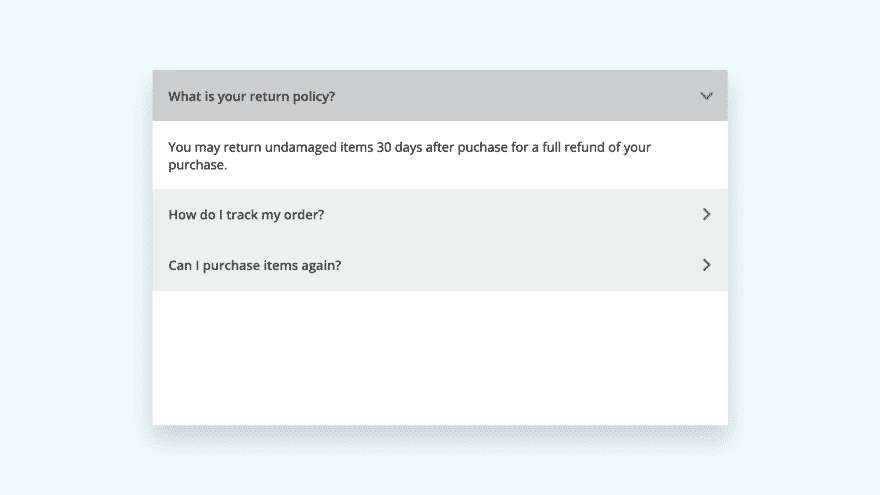 What is your return policy?
You may return undamaged items 30 days after puchase for a full refund of your
purchase.
How do I track my order?
Can I purchase items again?